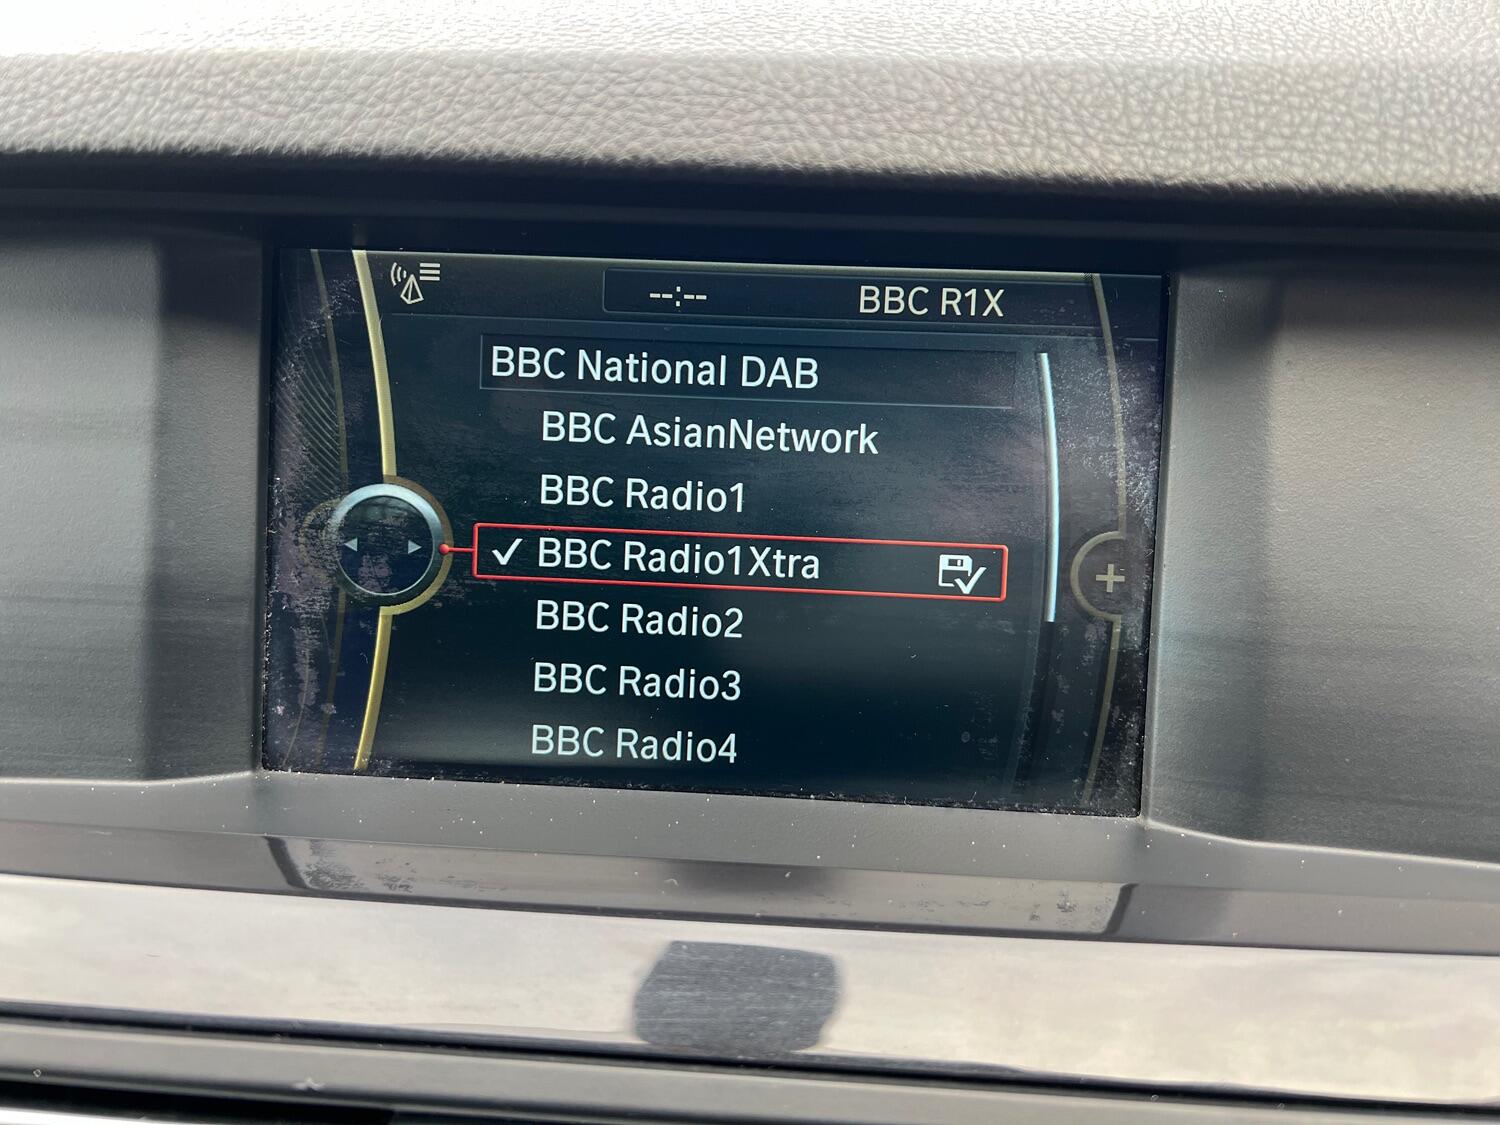 --:-- BBC R1X
BBC National DAB
BBC AsianNetwork
BBC Radio1
BBC Radio1Xtra
BBC Radio2
BBC Radio3
BBC Radio4